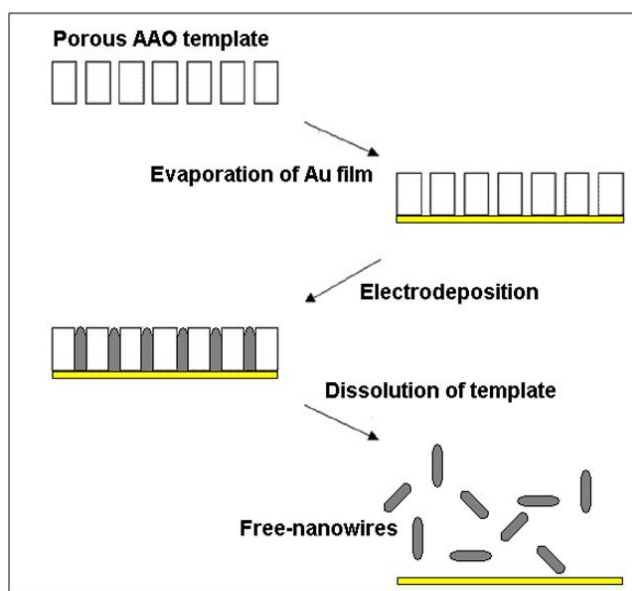 Porous AAO template
Evaporation of Au film
Electrodeposition
Dissolution of template
Free-nanowires